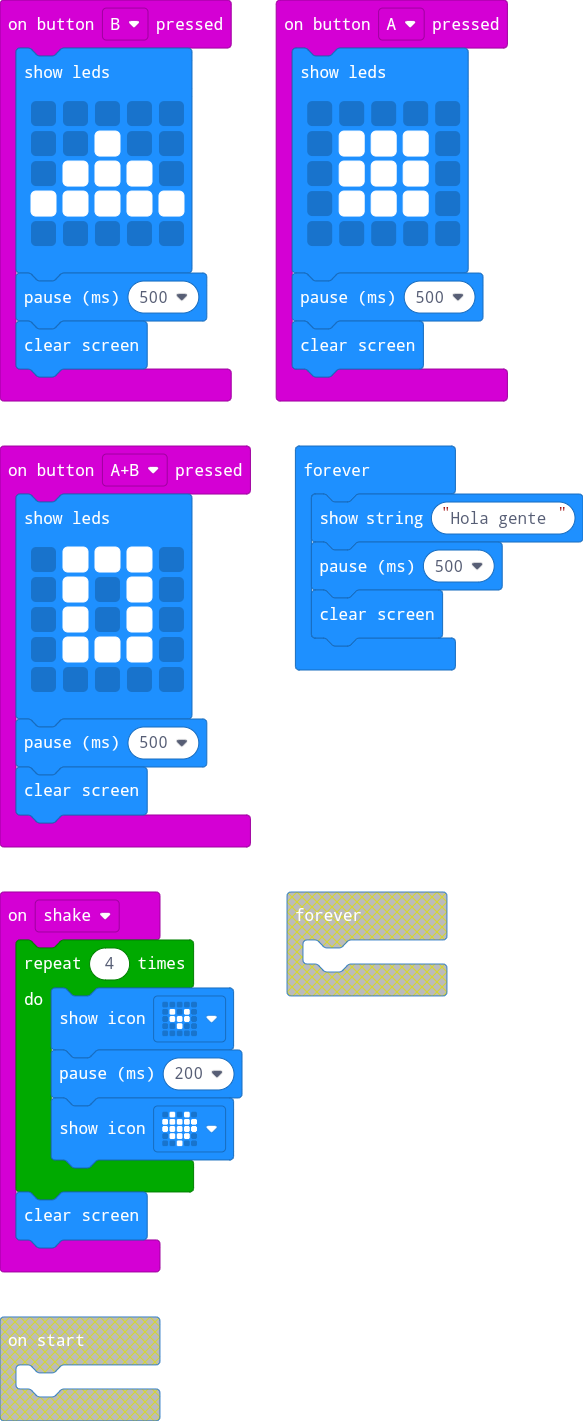 on button B pressed
show leds
pause (ms) 500
clear screen
on button A pressed
show leds
pause (ms) 500
clear screen
on button A+B pressed
show leds
pause (ms) 500
clear screen
forever
show string "Hola gente "
pause (ms) 500
clear screen
on shake
repeat 4 times
do
show icon
pause (ms) 200
show icon
clear screen
forever
on start